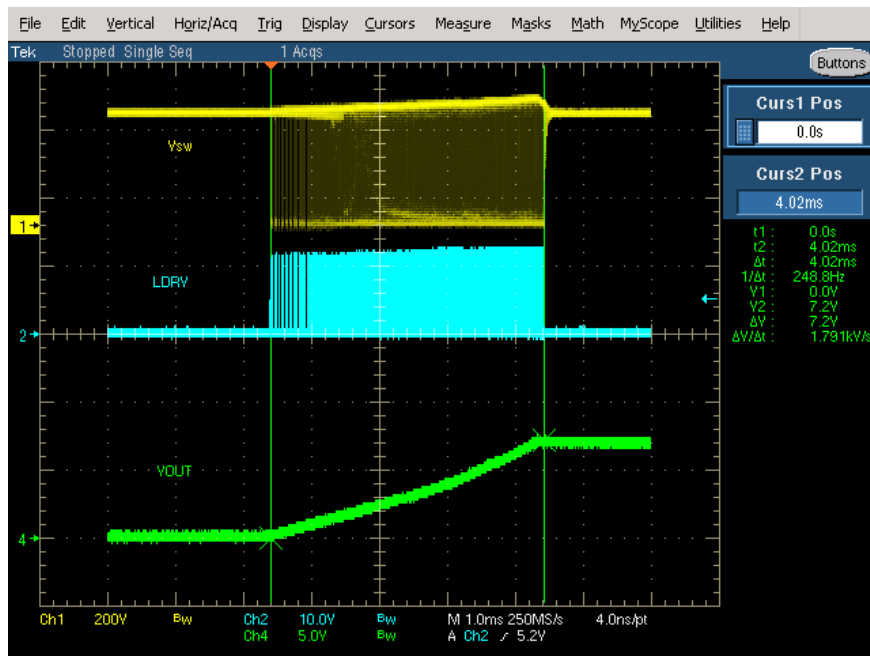 File Edit Vertical Horiz/Acq Trig Display Cursors Measure Masks Math MyScope Utilities Help
Tek Stopped Single Seq 1 Acqs
Buttons
Curs1 Pos
0.0s
Curs2 Pos
4.02ms
t1 : 0.0s
t2 : 4.02ms
Δt : 4.02ms
1/Δt : 248.8Hz
V1 : 0.0V
V2 : 7.2V
ΔV : 7.2V
ΔV/Δt : 1.791kV/s
Vsw
1
LDRV
2
VOUT
4
Ch1 200V Bw Ch2 10.0V Bw M 1.0ms 250MS/s 4.0ns/pt
Ch4 5.0V Bw A Ch2 / 5.2V